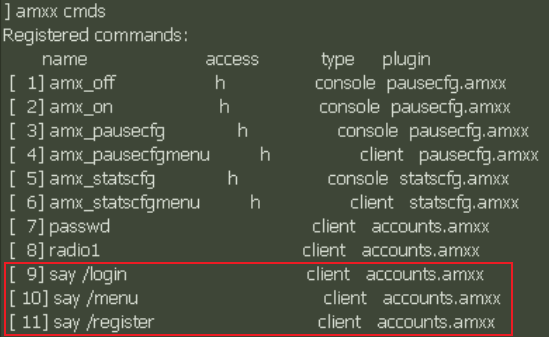 ] amxx cmds
Registered commands:
name access type plugin
[ 1] amx_off h console pausecfg.amxx
[ 2] amx_on h console pausecfg.amxx
[ 3] amx_pausecfg h console pausecfg.amxx
[ 4] amx_pausecfgmenu h client pausecfg.amxx
[ 5] amx_statscfg h console statscfg.amxx
[ 6] amx_statscfgmenu h client statscfg.amxx
[ 7] passwd client accounts.amxx
[ 8] radio1 client accounts.amxx
[ 9] say /login client accounts.amxx
[ 10] say /menu client accounts.amxx
[ 11] say /register client accounts.amxx